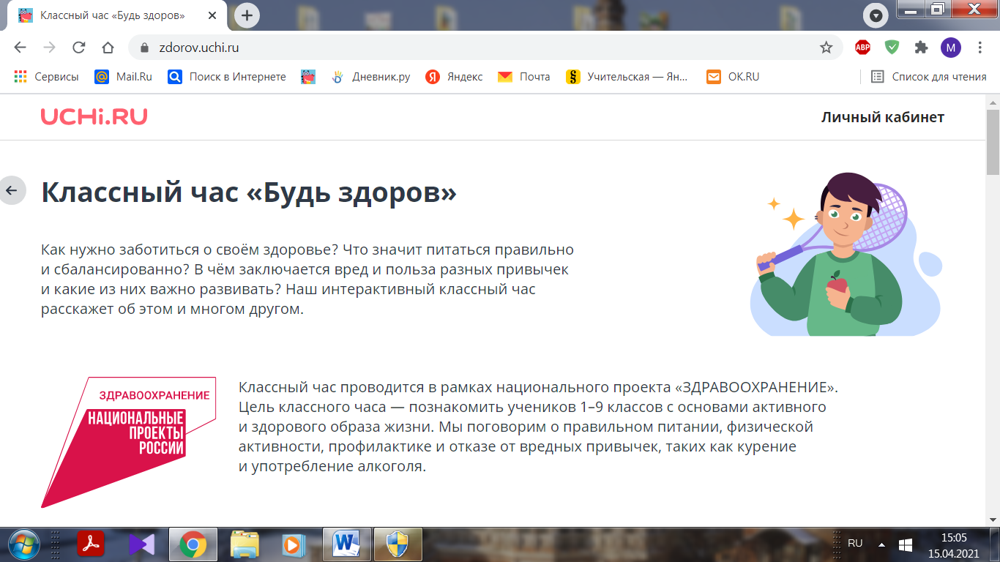 Классный час «Будь здоров»
zdorov.uchi.ru
ABP
M
Сервисы
Mail.Ru
Поиск в Интернете
Дневник.ру
Яндекс
Почта
Учительская — Ян...
OK.RU
Список для чтения
UCHi.RU
Личный кабинет
Классный час «Будь здоров»
Как нужно заботиться о своём здоровье? Что значит питаться правильно
и сбалансированно? В чём заключается вред и польза разных привычек
и какие из них важно развивать? Наш интерактивный классный час
расскажет об этом и многом другом.
ЗДРАВООХРАНЕНИЕ
НАЦИОНАЛЬНЫЕ
ПРОЕКТЫ
РОССИИ
Классный час проводится в рамках национального проекта «ЗДРАВООХРАНЕНИЕ».
Цель классного часа — познакомить учеников 1–9 классов с основами активного
и здорового образа жизни. Мы поговорим о правильном питании, физической
активности, профилактике и отказе от вредных привычек, таких как курение
и употребление алкоголя.
RU
15:05
15.04.2021